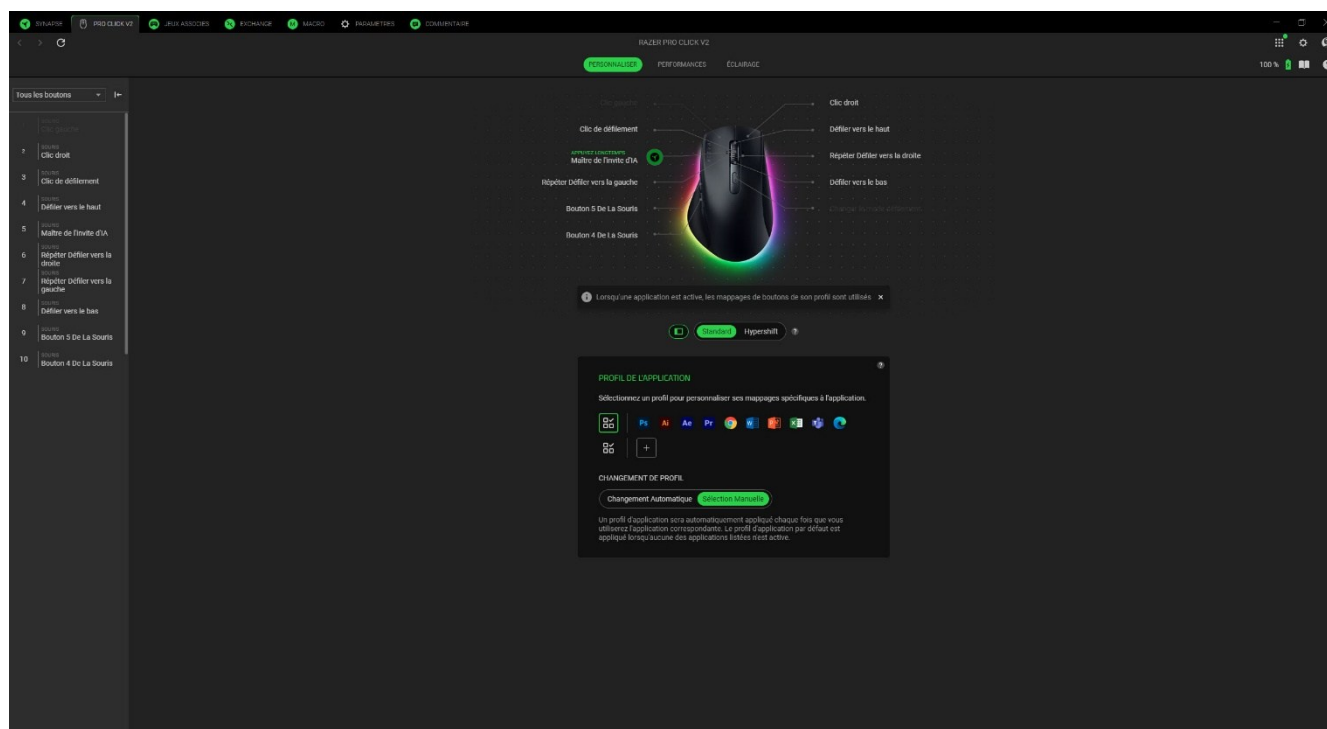 SYNAPSE
PRO CLICK V2
JEUX ASSOCIÉS
EXCHANGE
MACRO
PARAMÈTRES
COMMENTAIRE
RAZER PRO CLICK V2
PERSONNALISER
PERFORMANCES
ÉCLAIRAGE
100 %
Tous les boutons
Clic gauche
2
SOURIS
Clic droit
3
SOURIS
Clic de défilement
4
SOURIS
Défiler vers le haut
5
SOURIS
Maître de l'invite d'IA
6
SOURIS
Répéter Défiler vers la
droite
7
SOURIS
Répéter Défiler vers la
gauche
8
SOURIS
Défiler vers le bas
9
SOURIS
Bouton 5 De La Souris
10
SOURIS
Bouton 4 De La Souris
Clic gauche
Clic de défilement
APPUYEZ LONGTEMPS
Maître de l'invite d'IA
Répéter Défiler vers la gauche
Bouton 5 De La Souris
Bouton 4 De La Souris
Clic droit
Défiler vers le haut
Répéter Défiler vers la droite
Défiler vers le bas
Lorsqu'une application est active, les mappages de boutons de son profil sont utilisés
Standard
Hypershift
PROFIL DE L'APPLICATION
Sélectionnez un profil pour personnaliser ses mappages spécifiques à l'application.
Ps
Ai
Ae
Pr
CHANGEMENT DE PROFIL
Changement Automatique
Sélection Manuelle
Un profil d'application sera automatiquement appliqué chaque fois que vous
utiliserez l'application correspondante. Le profil d'application par défaut est
appliqué lorsqu'aucune des applications listées n'est active.